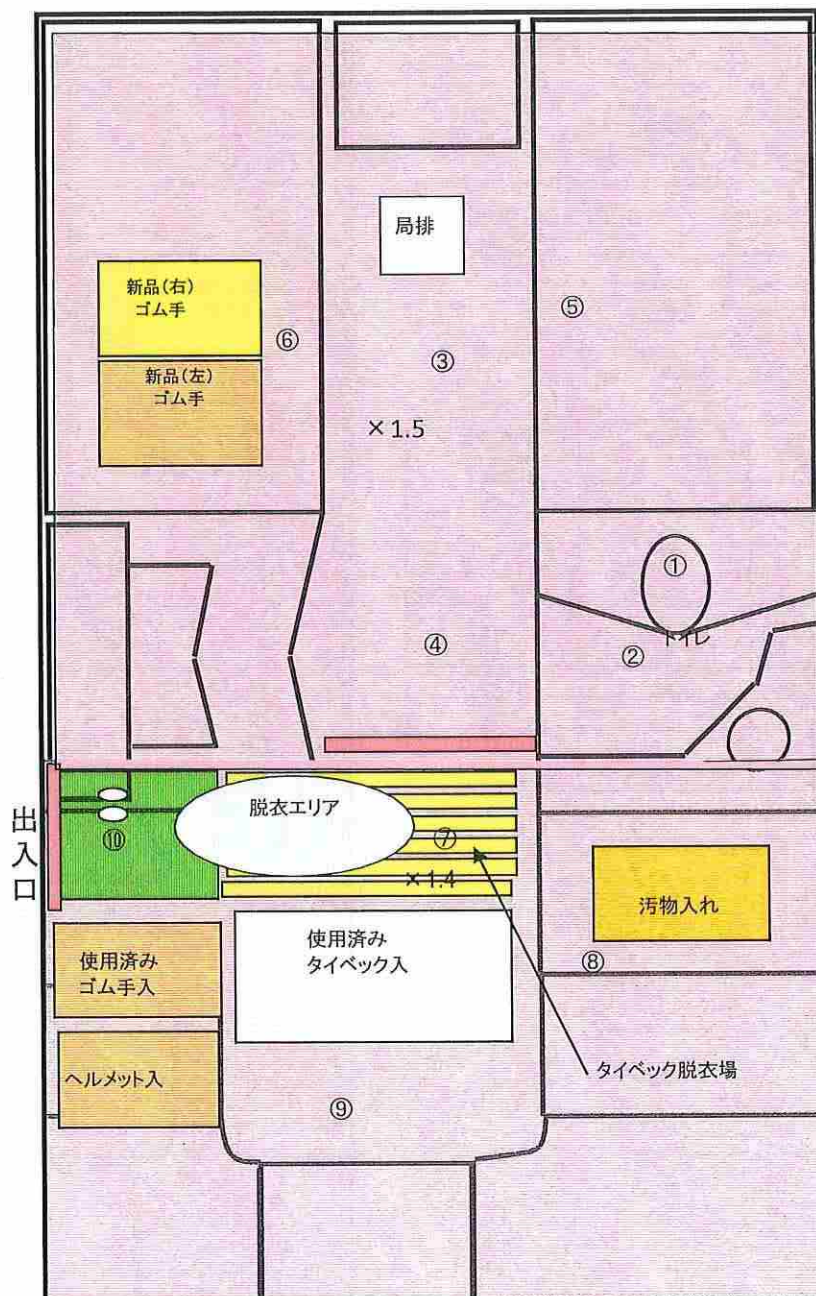 局排
新品(右)
ゴム手
⑥
⑤
③
新品(左)
ゴム手
×1.5
①
トイレ
④
②
出入口
脱衣エリア
⑩
⑦
×1.4
汚物入れ
使用済み
タイベック入
使用済み
ゴム手入
⑧
タイベック脱衣場
ヘルメット入
⑨